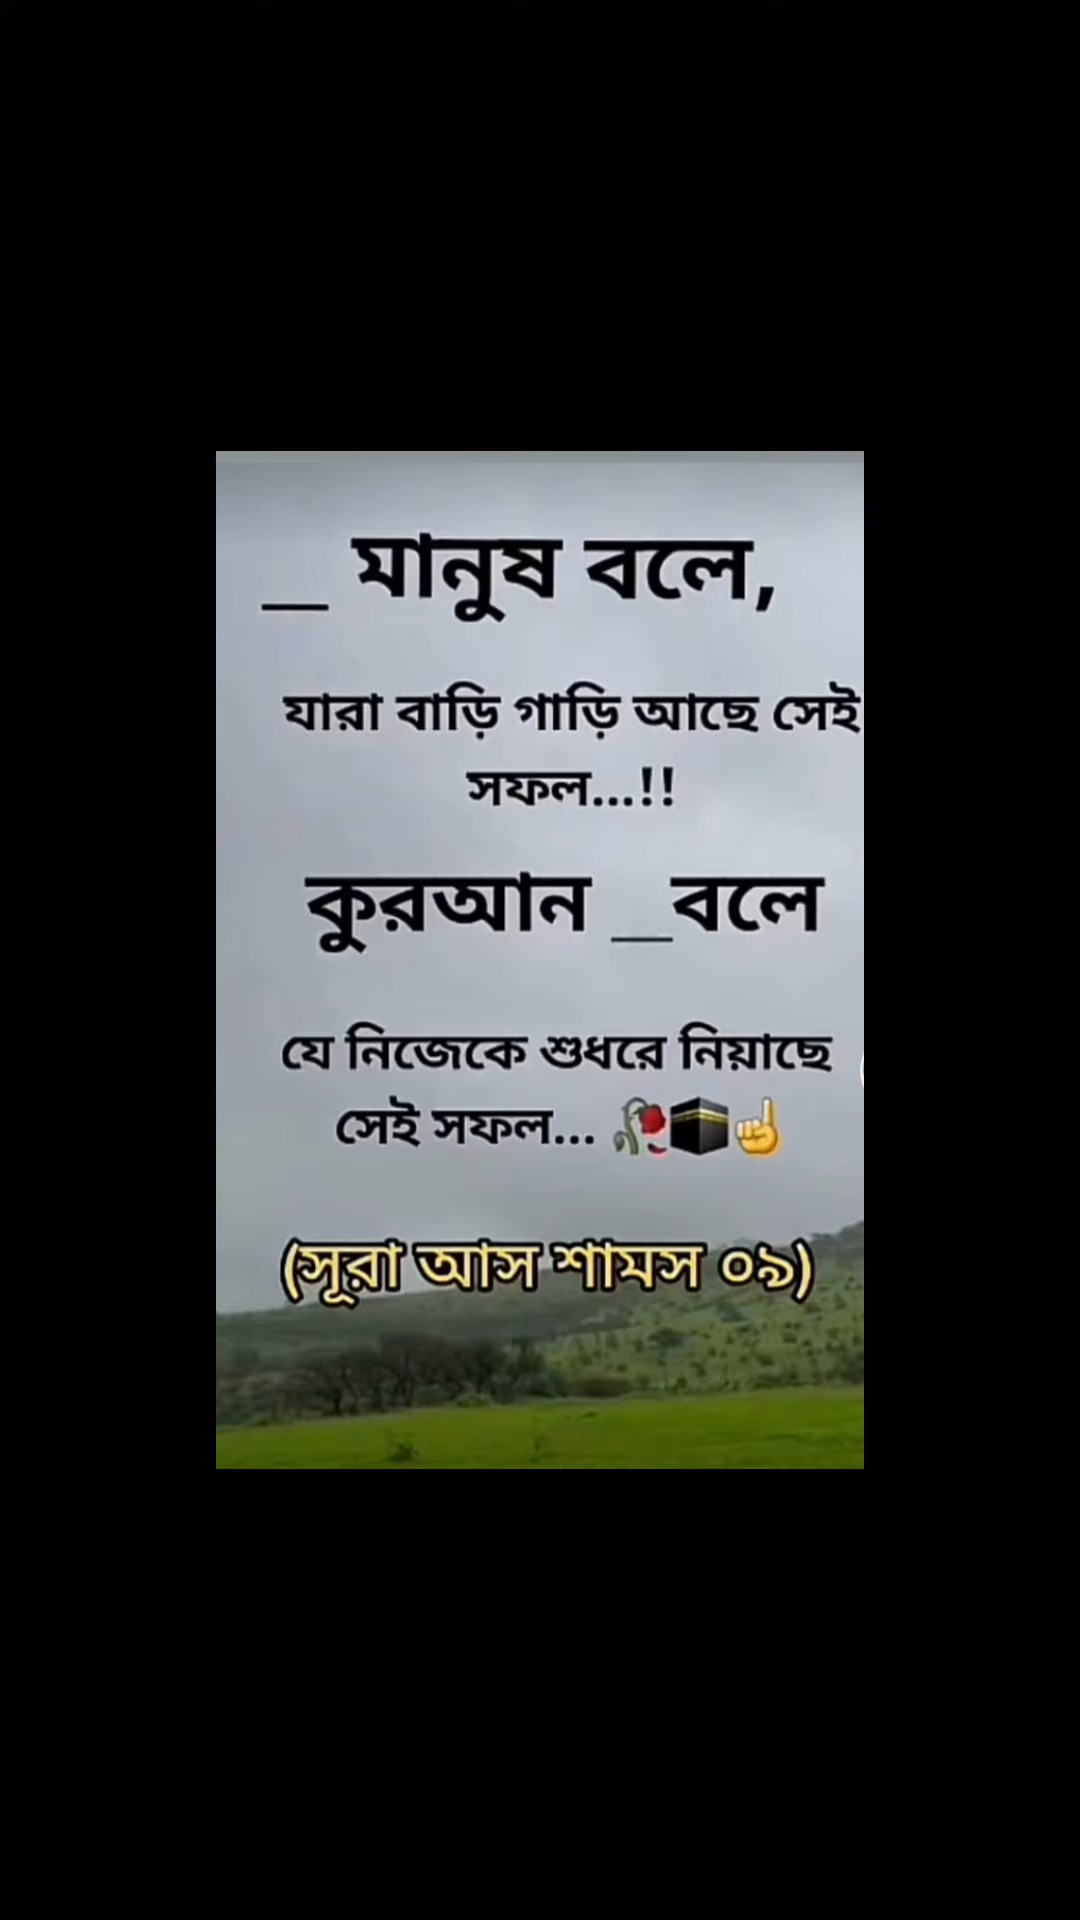 _ মানুষ বলে,
যারা বাড়ি গাড়ি আছে সেই
সফল...!!
কুরআন _বলে
যে নিজেকে শুধরে নিয়াছে
সেই সফল... 🥀🕋☝️
(সূরা আস শামস ০৯)